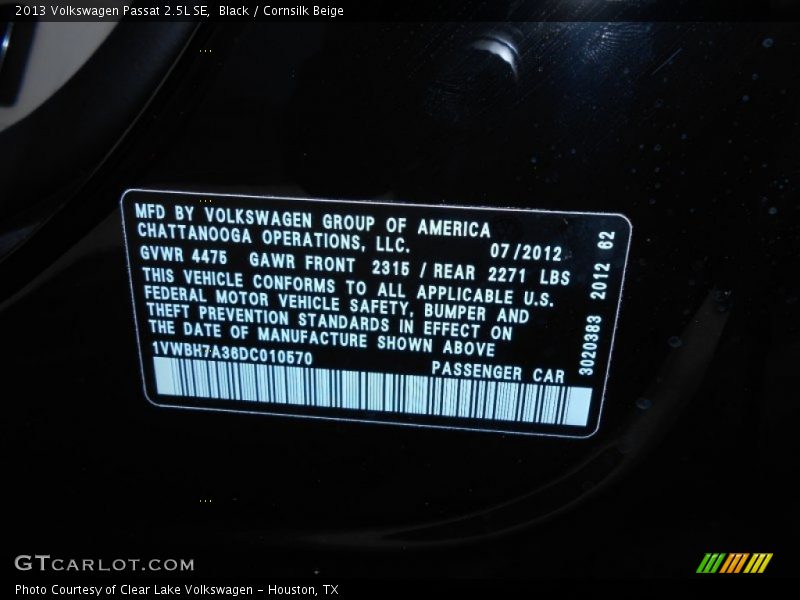 2013 Volkswagen Passat 2.5L SE, Black / Cornsilk Beige
MFD BY VOLKSWAGEN GROUP OF AMERICA
CHATTANOOGA OPERATIONS, LLC.
07/2012
GVWR 4475 GAWR FRONT 2315 / REAR 2271 LBS
THIS VEHICLE CONFORMS TO ALL APPLICABLE U.S.
FEDERAL MOTOR VEHICLE SAFETY, BUMPER AND
THEFT PREVENTION STANDARDS IN EFFECT ON
THE DATE OF MANUFACTURE SHOWN ABOVE
1VWBH7A36DC010570
PASSENGER CAR
3020383 2012 62
GTCARLOT.COM
Photo Courtesy of Clear Lake Volkswagen - Houston, TX